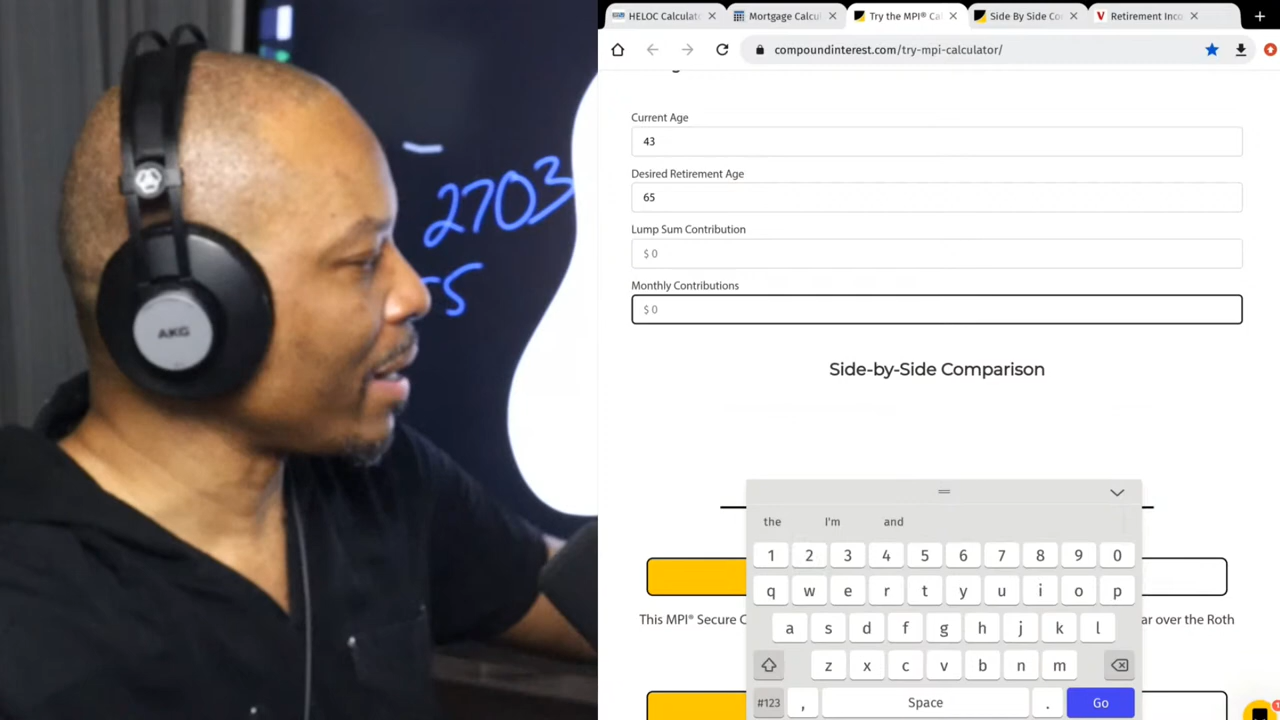 HELOC Calculat
Mortgage Calcu
Try the MPI® Ca
Side By Side Co
Retirement Inco
compoundinterest.com/try-mpi-calculator/
Current Age
43
Desired Retirement Age
65
Lump Sum Contribution
$ 0
Monthly Contributions
$ 0
Side-by-Side Comparison
the I'm and
1 2 3 4 5 6 7 8 9 0
q w e r t y u i o p
This MPI® Secure C
ar over the Roth
a s d f g h j k l
z x c v b n m
#123 , Space . Go
2703
5
AKG